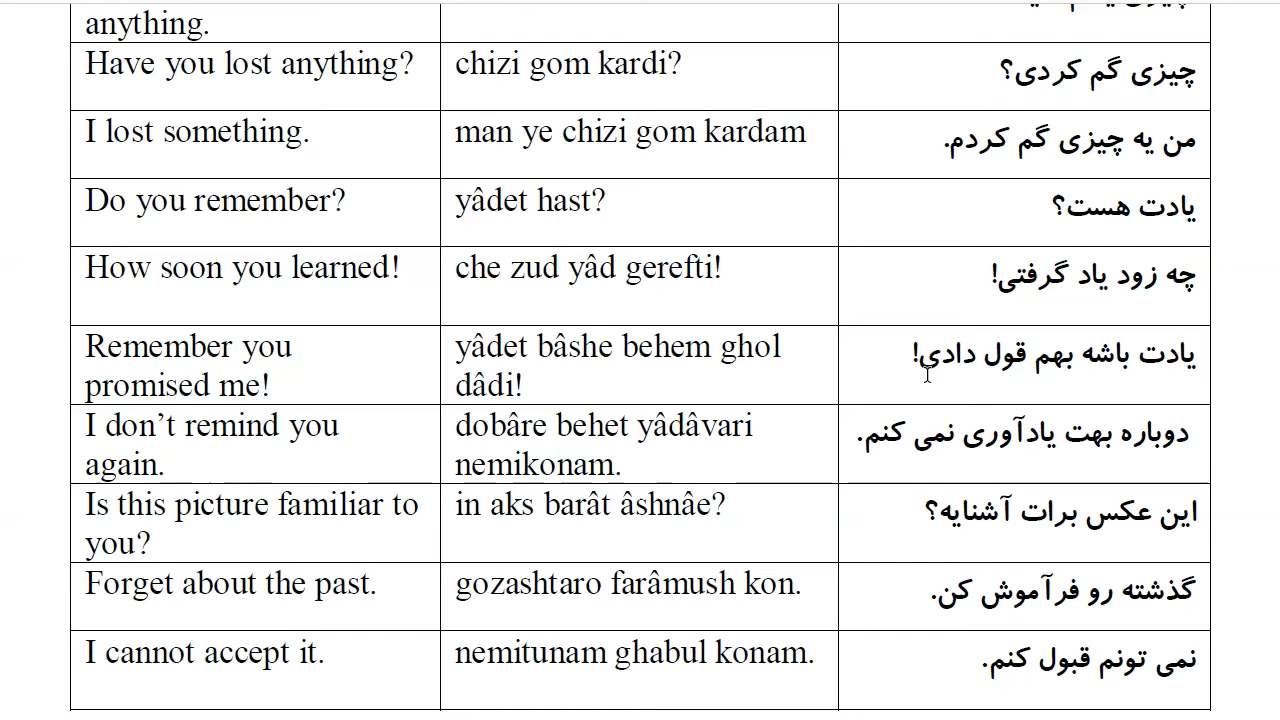 anything.
Have you lost anything? chizi gom kardi? چیزی گم کردی؟
I lost something. man ye chizi gom kardam من یه چیزی گم کردم.
Do you remember? yâdet hast? یادت هست؟
How soon you learned! che zud yâd gerefti! چه زود یاد گرفتی!
Remember you
promised me!
yâdet bâshe behem ghol
dâdi!
یادت باشه بهم قول دادی!
I don’t remind you
again.
dobâre behet yâdâvari
nemikonam.
دوباره بهت یادآوری نمی کنم.
Is this picture familiar to
you?
in aks barât âshnâe?
این عکس برات آشنایه؟
Forget about the past. gozashtaro farâmush kon. گذشته رو فرآموش کن.
I cannot accept it. nemitunam ghabul konam. نمی تونم قبول کنم.